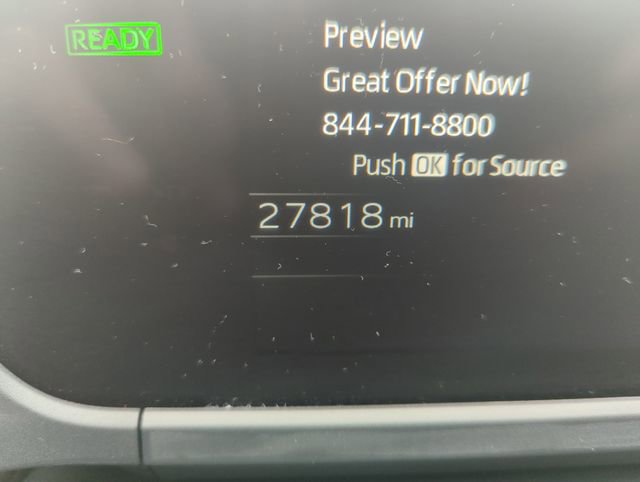 READY
Preview
Great Offer Now!
844-711-8800
Push OK for Source
27818 mi